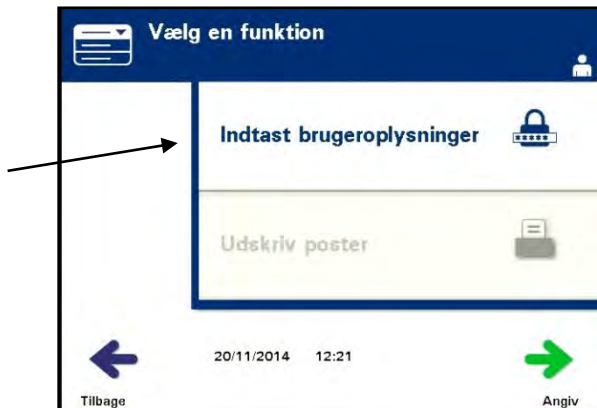 Vælg en funktion
Indtast brugeroplysninger
*****
Udskriv poster
20/11/2014 12:21
Tilbage
Angiv